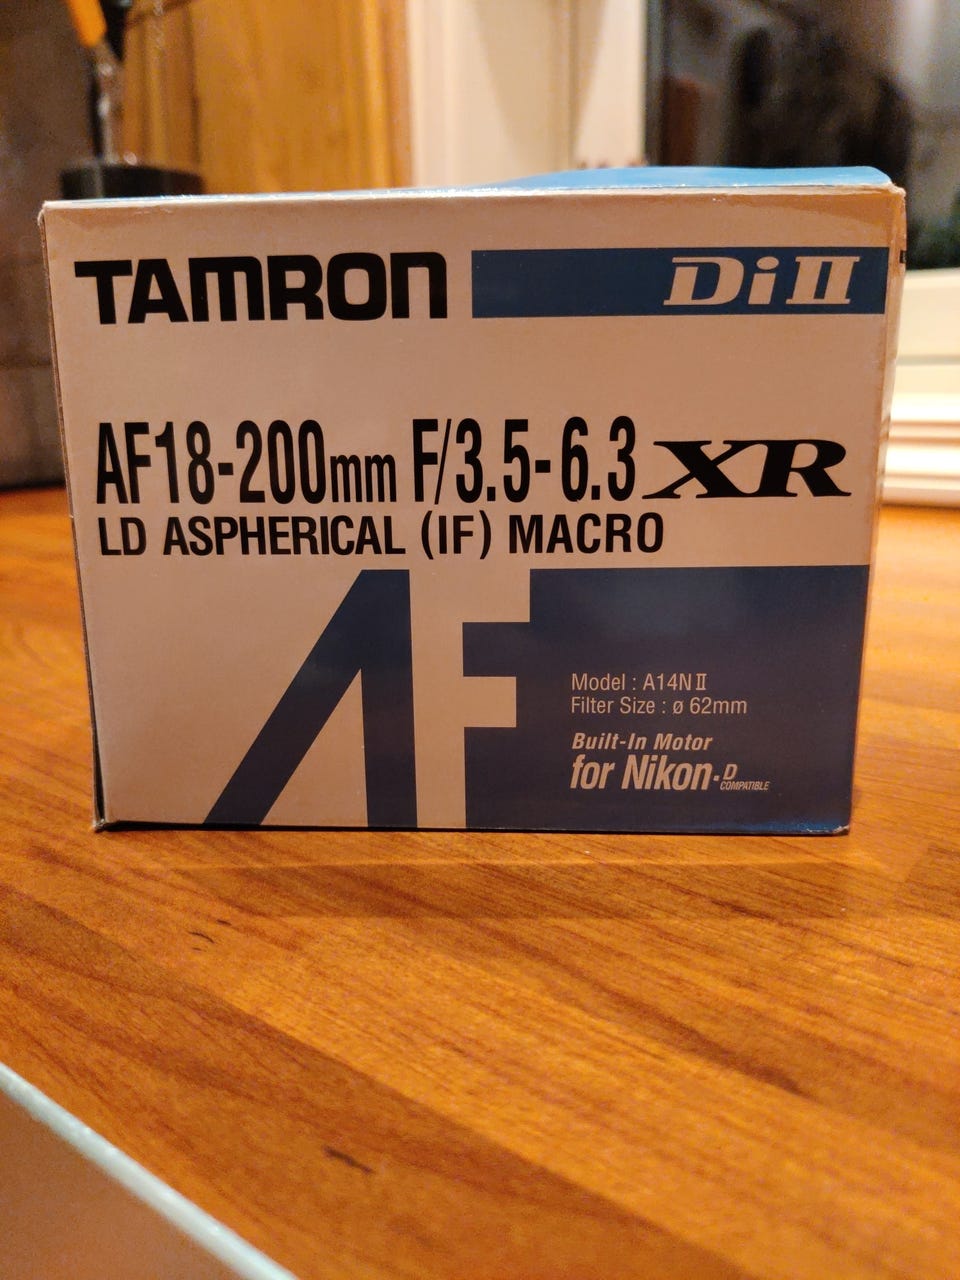 TAMRON Di II
AF18-200mm F/3.5-6.3 XR
LD ASPHERICAL (IF) MACRO
AF
Model : A14N II
Filter Size : ø 62mm
Built-In Motor
for Nikon-D
COMPATIBLE